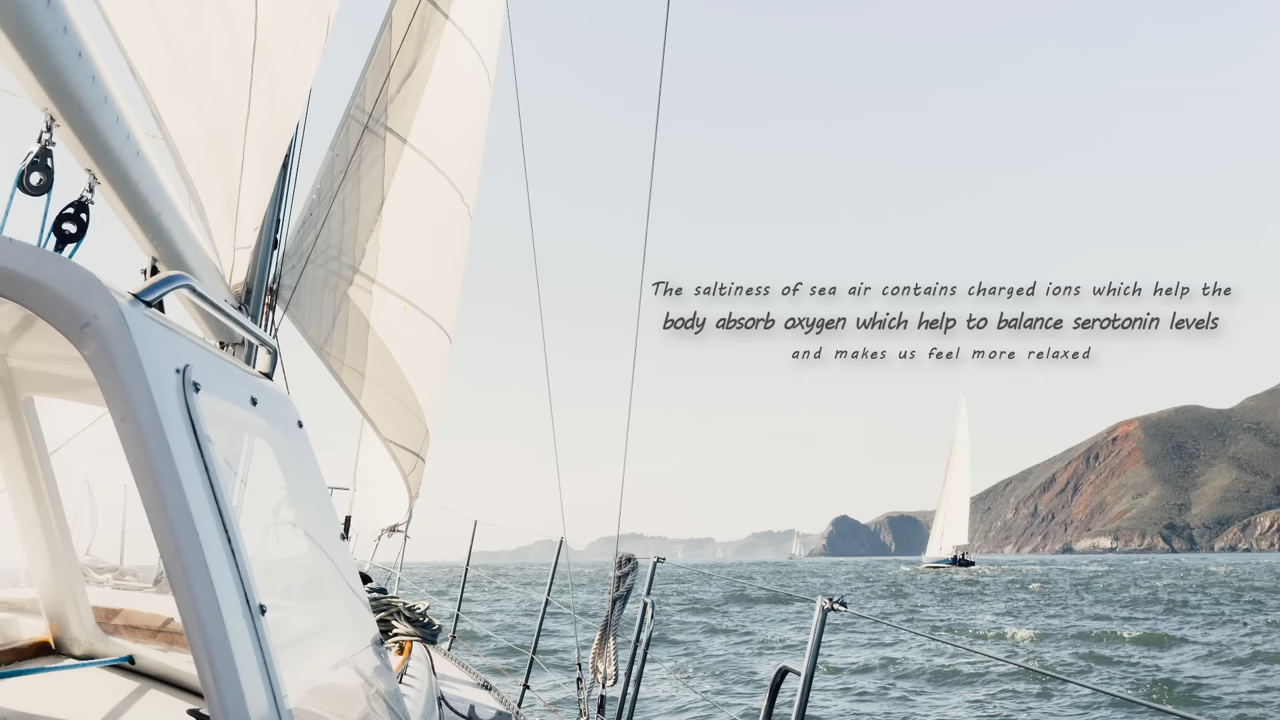 The saltiness of sea air contains charged ions which help the
body absorb oxygen which help to balance serotonin levels
and makes us feel more relaxed